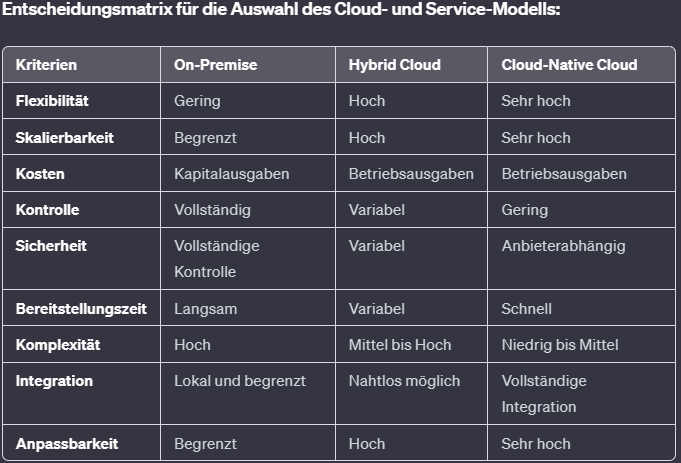 Entscheidungsmatrix für die Auswahl des Cloud- und Service-Modells:
Kriterien On-Premise Hybrid Cloud Cloud-Native Cloud
Flexibilität Gering Hoch Sehr hoch
Skalierbarkeit Begrenzt Hoch Sehr hoch
Kosten Kapitalausgaben Betriebsausgaben Betriebsausgaben
Kontrolle Vollständig Variabel Gering
Sicherheit Vollständige Variabel Anbieterabhängig
Kontrolle
Bereitstellungszeit Langsam Variabel Schnell
Komplexität Hoch Mittel bis Hoch Niedrig bis Mittel
Integration Lokal und begrenzt Nahtlos möglich Vollständige
Integration
Anpassbarkeit Begrenzt Hoch Sehr hoch